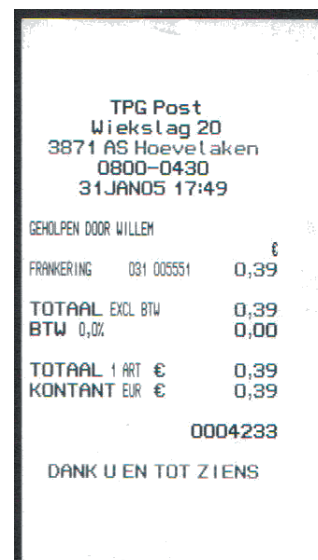 TPG Post
Wiekslag 20
3871 AS Hoevelaken
0800-0430
31JAN05 17:49
GEHOLPEN DOOR WILLEM
€
FRANKERING 031 005551 0,39
TOTAAL EXCL BTW 0,39
BTW 0,0% 0,00
TOTAAL 1 ART € 0,39
KONTANT EUR € 0,39
0004233
DANK U EN TOT ZIENS